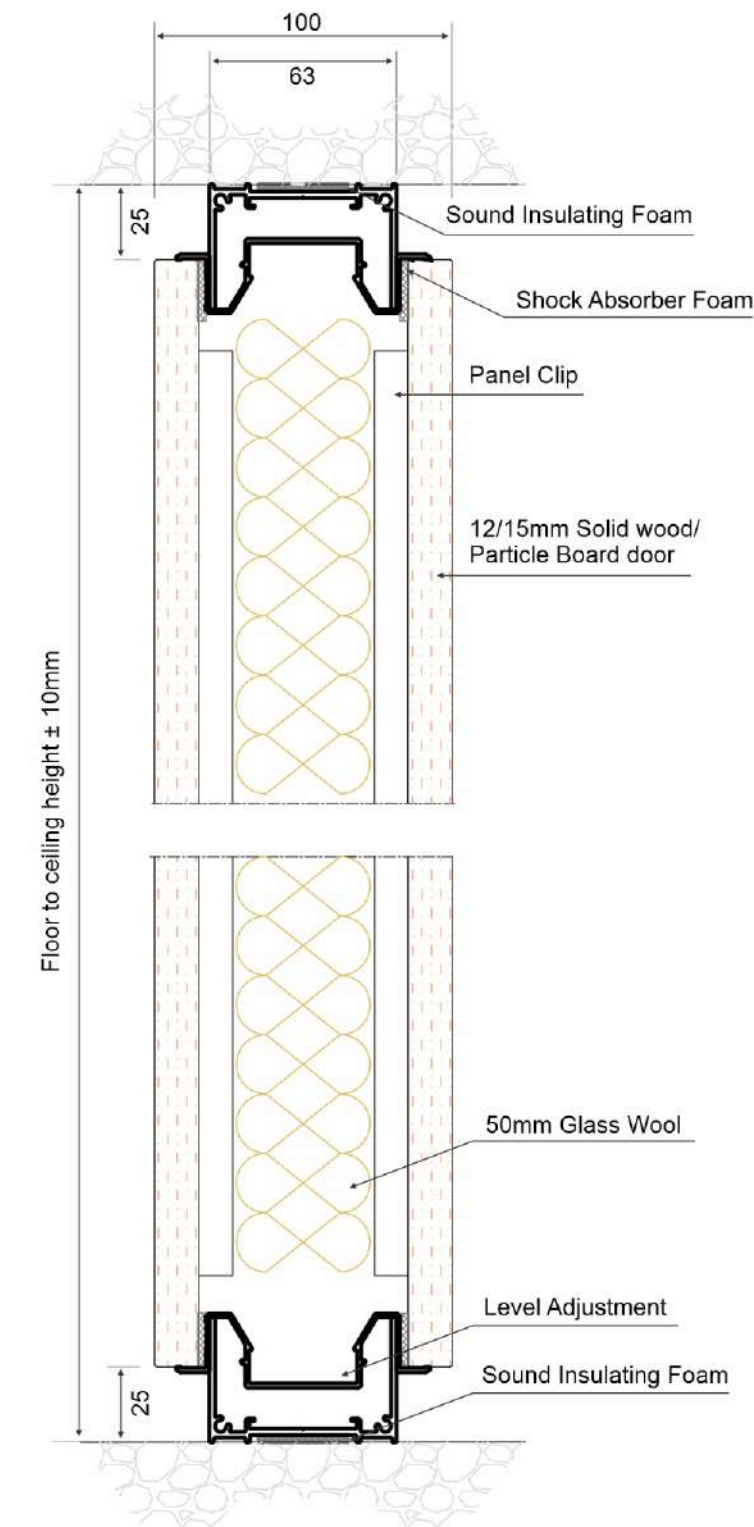 100
63
25
Sound Insulating Foam
Shock Absorber Foam
Panel Clip
12/15mm Solid wood/
Particle Board door
Floor to ceiling height ± 10mm
50mm Glass Wool
Level Adjustment
Sound Insulating Foam
25